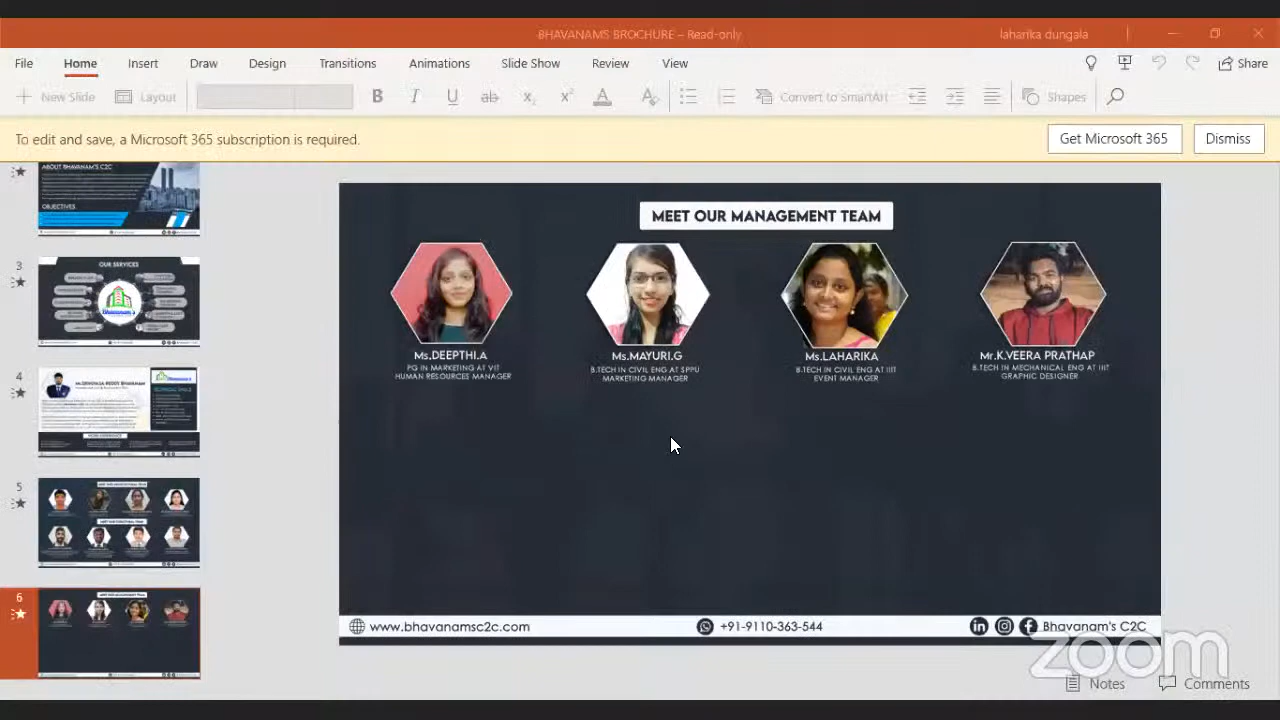 BHAVANAM'S BROCHURE – Read-only
laharika dungala
File Home Insert Draw Design Transitions Animations Slide Show Review View
Share
New Slide Layout
Convert to SmartArt
Shapes
To edit and save, a Microsoft 365 subscription is required.
Get Microsoft 365
Dismiss
ABOUT BHAVANAM'S C2C
OBJECTIVES
3
OUR SERVICES
Bhavanam's
4
5
6
MEET OUR MANAGEMENT TEAM
Ms.DEEPTHI.A
PG IN MARKETING AT VIT
HUMAN RESOURCES MANAGER
Ms.MAYURI.G
B.TECH IN CIVIL ENG AT SPPU
MARKETING MANAGER
Ms.LAHARIKA
B.TECH IN CIVIL ENG AT IIIT
EVENT MANAGER
Mr.K.VEERA PRATHAP
B.TECH IN MECHANICAL ENG AT IIIT
GRAPHIC DESIGNER
www.bhavanamsc2c.com
+91-9110-363-544
Bhavanam's C2C
zoom
Notes
Comments